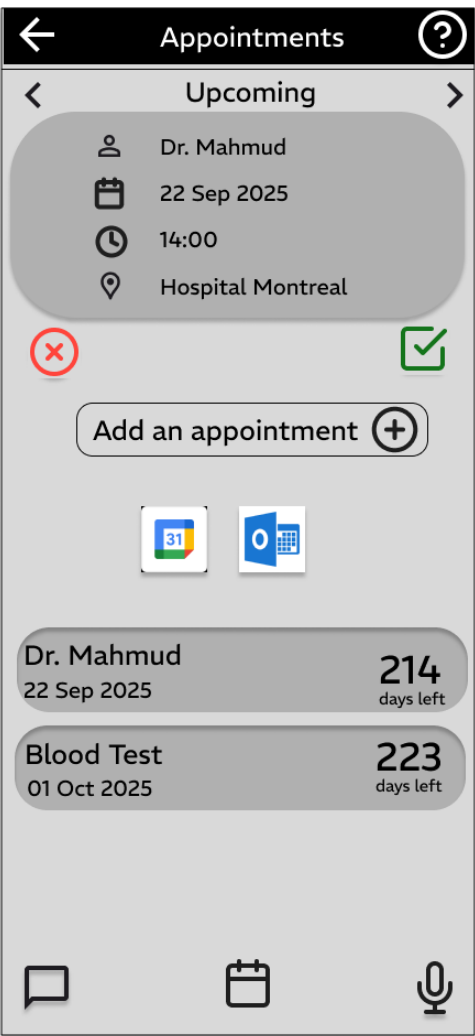 Appointments
Upcoming
Dr. Mahmud
22 Sep 2025
14:00
Hospital Montreal
Add an appointment
31
O
Dr. Mahmud
22 Sep 2025
214
days left
Blood Test
01 Oct 2025
223
days left